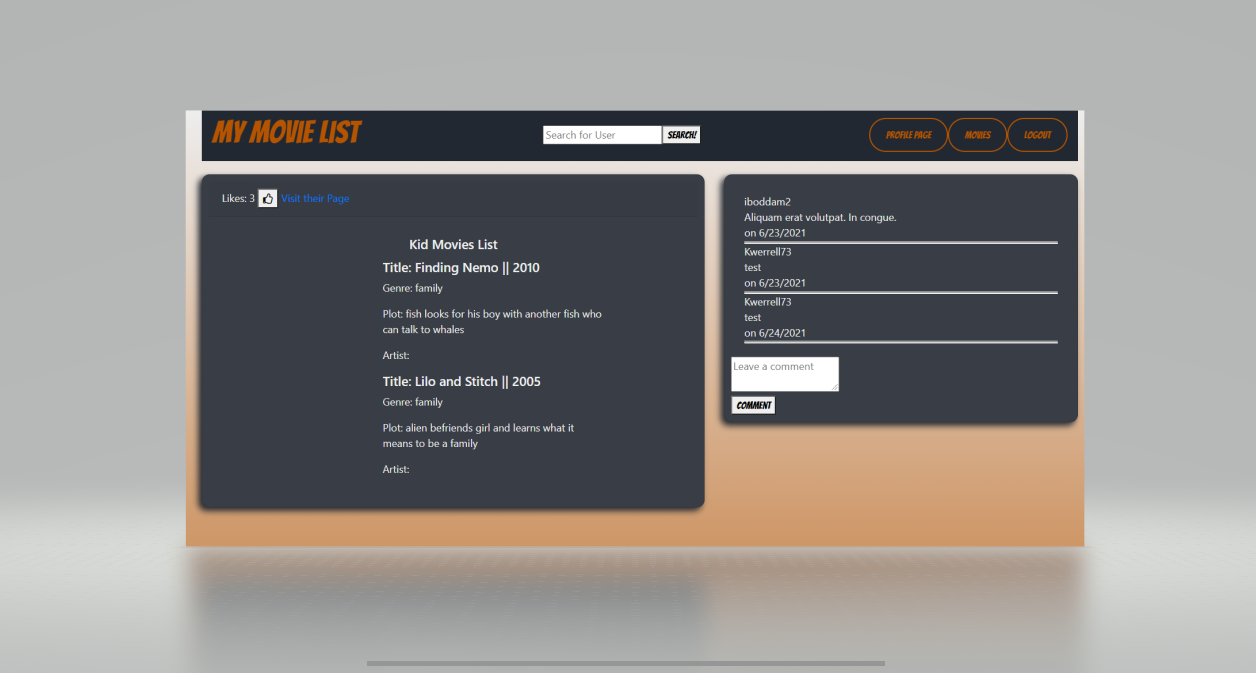 MY MOVIE LIST
Search for User
SEARCH!
PROFILE PAGE
MOVIES
LOGOUT
Likes: 3 Visit their Page
Kid Movies List
Title: Finding Nemo || 2010
Genre: family
Plot: fish looks for his boy with another fish who
can talk to whales
Artist:
Title: Lilo and Stitch || 2005
Genre: family
Plot: alien befriends girl and learns what it
means to be a family
Artist:
iboddam2
Aliquam erat volutpat. In congue.
on 6/23/2021
Kwerrell73
test
on 6/23/2021
Kwerrell73
test
on 6/24/2021
Leave a comment
COMMENT